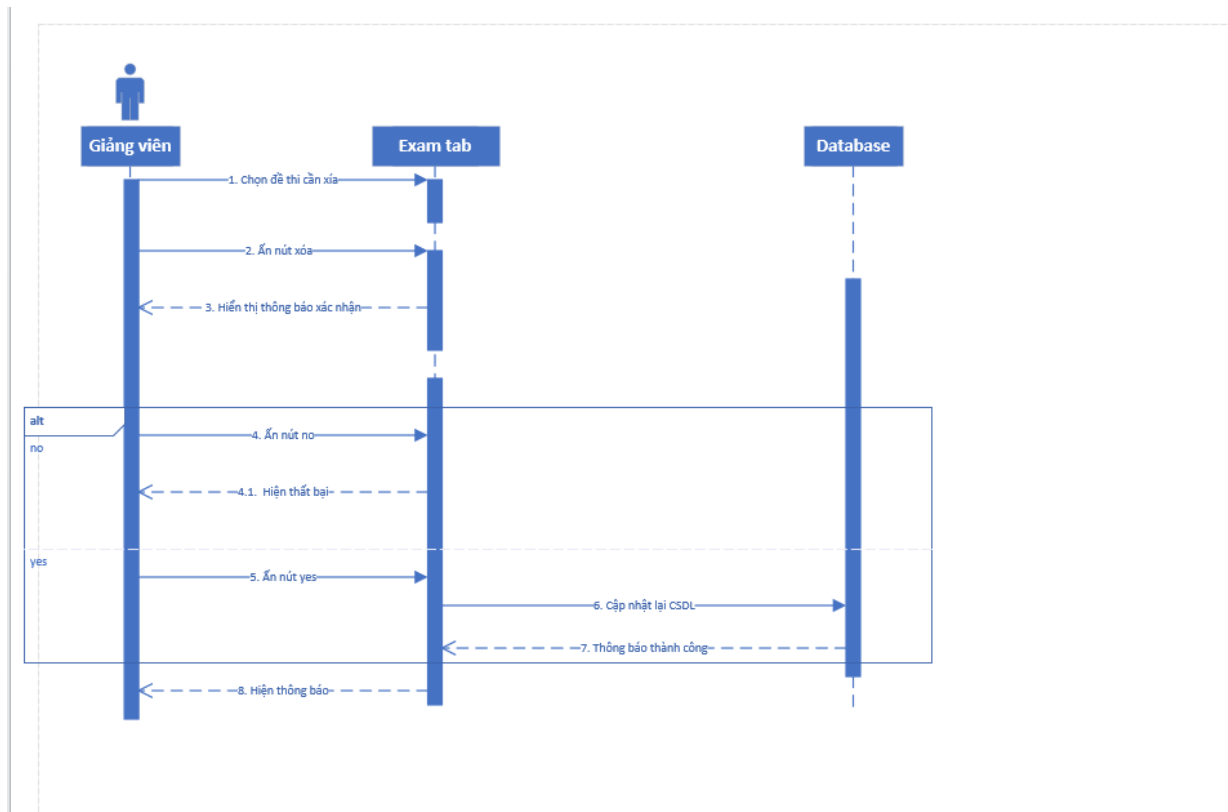 Giảng viên
Exam tab
Database
1. Chọn đề thi cần xía
2. Ấn nút xóa
3. Hiển thị thông báo xác nhận
alt
no
4. Ấn nút no
4.1. Hiện thất bại
yes
5. Ấn nút yes
6. Cập nhật lại CSDL
7. Thông báo thành công
8. Hiện thông báo